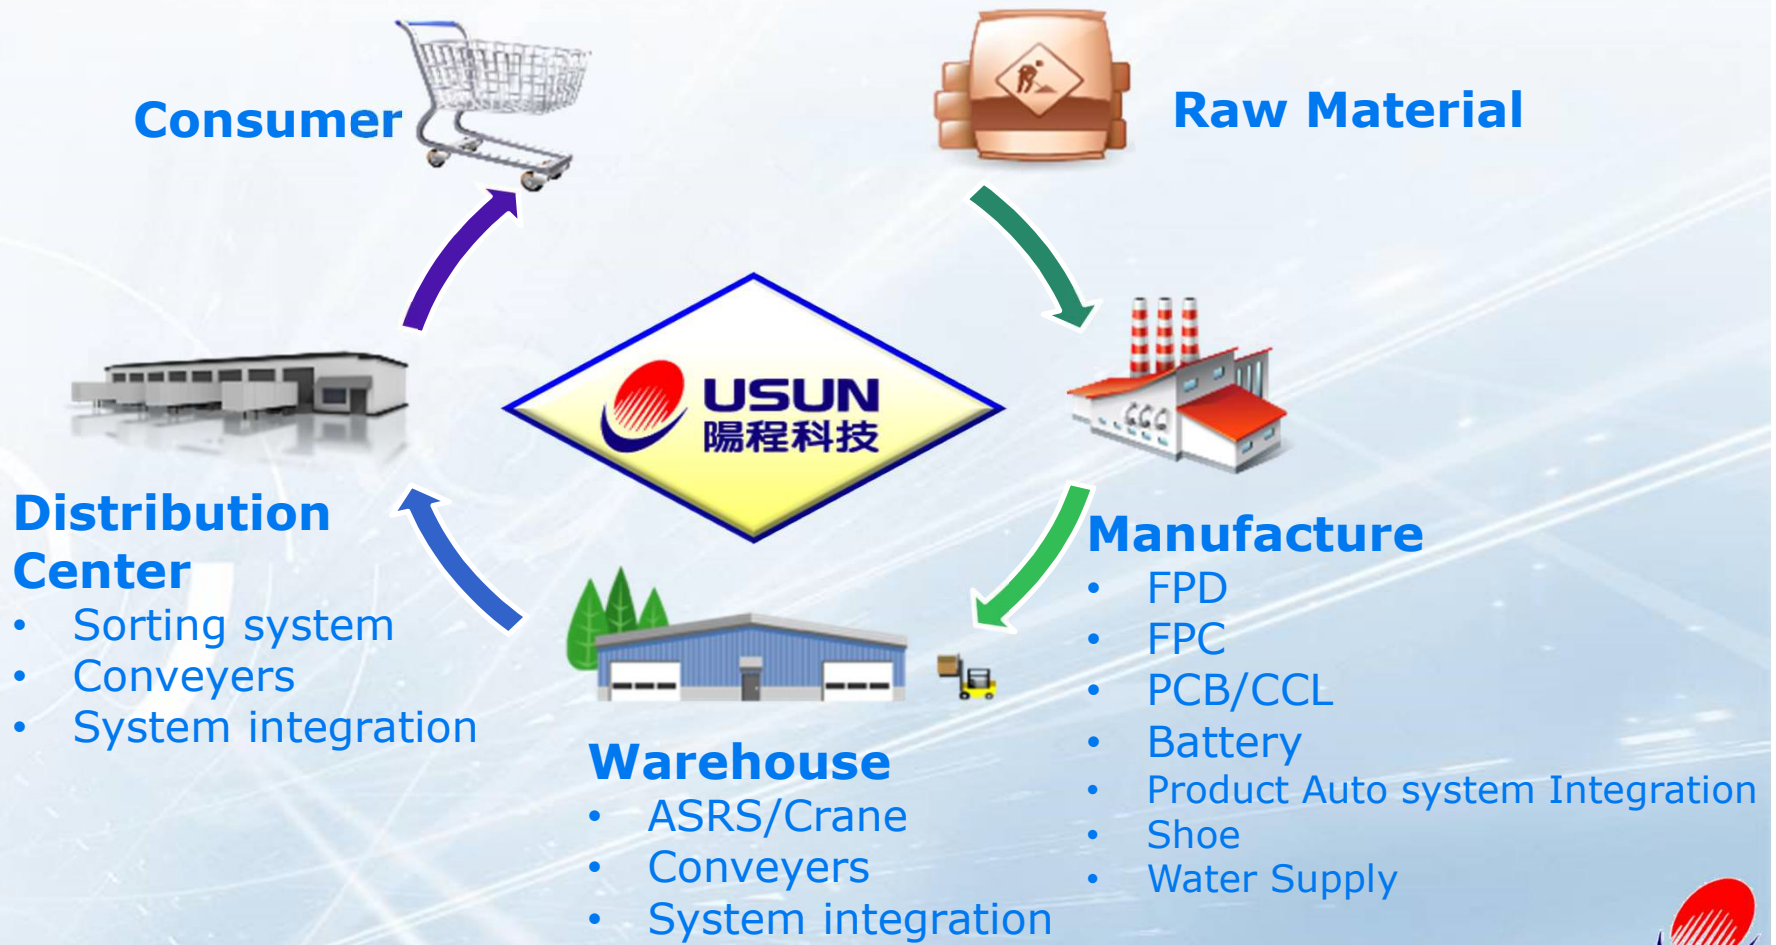 Consumer
Raw Material
USUN
陽程科技
Distribution
Center
• Sorting system
• Conveyers
• System integration
Warehouse
• ASRS/Crane
• Conveyers
• System integration
Manufacture
• FPD
• FPC
• PCB/CCL
• Battery
• Product Auto system Integration
• Shoe
• Water Supply